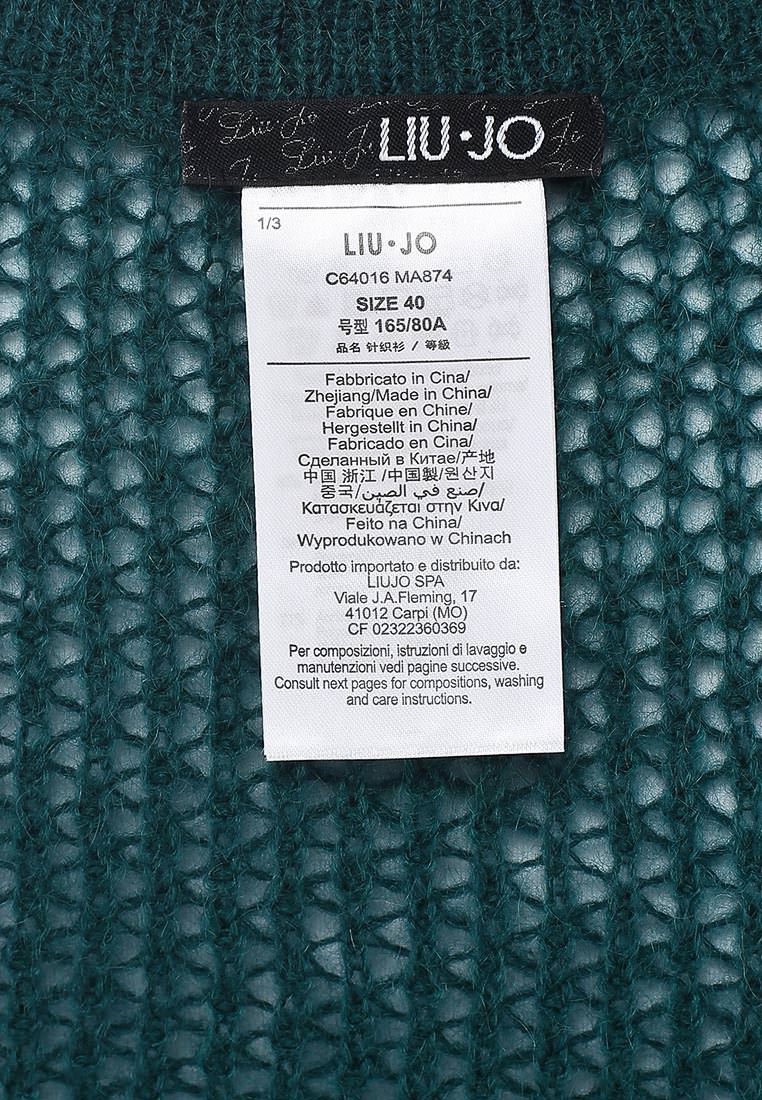 Liu·Jo
Liu·Jo
LIU·JO
1/3
LIU·JO
C64016 MA874
SIZE 40
号型 165/80A
品名 针织衫 / 等級
Fabbricato in Cina/
Zhejiang/Made in China/
Fabrique en Chine/
Hergestellt in China/
Fabricado en Cina/
Сделанный в Китае/产地
中国 浙江 /中国製/원산지
중국/صنع في الصين/
Κατασκευάζεται στην Κινα/
Feito na China/
Wyprodukowano w Chinach
Prodotto importato e distribuito da:
LIUJO SPA
Viale J.A.Fleming, 17
41012 Carpi (MO)
CF 02322360369
Per composizioni, istruzioni di lavaggio e
manutenzioni vedi pagine successive.
Consult next pages for compositions, washing
and care instructions.